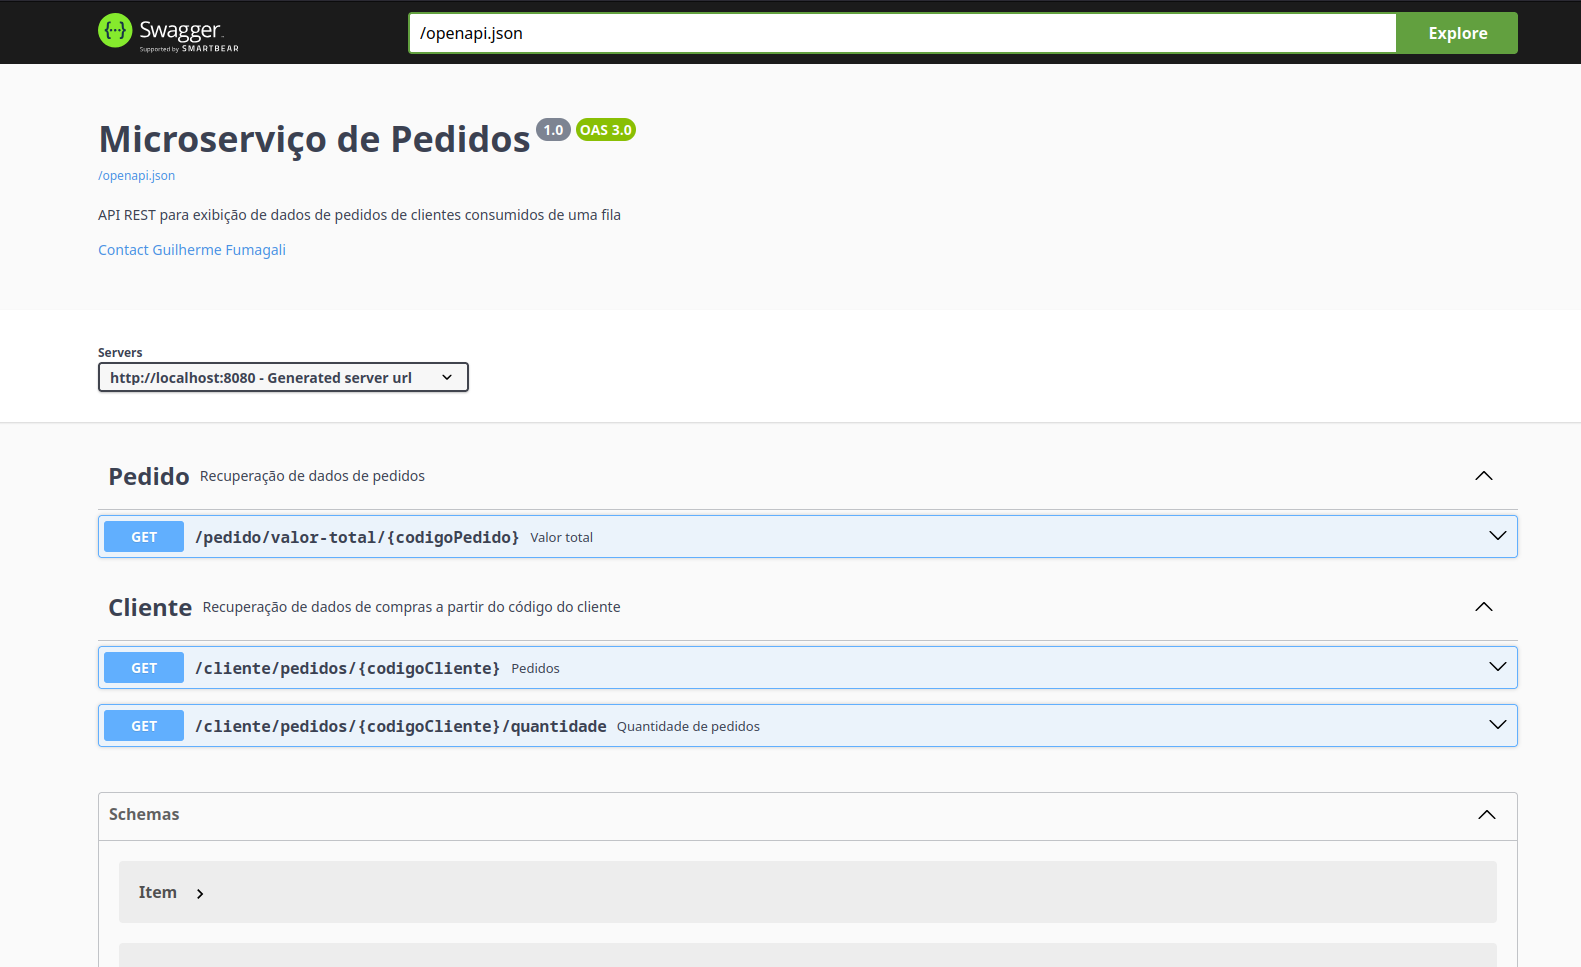 Swagger
Supported by SMARTBEAR
/openapi.json
Explore
Microserviço de Pedidos 1.0 OAS 3.0
/openapi.json
API REST para exibição de dados de pedidos de clientes consumidos de uma fila
Contact Guilherme Fumagali
Servers
http://localhost:8080 - Generated server url
Pedido Recuperação de dados de pedidos
GET /pedido/valor-total/{codigoPedido} Valor total
Cliente Recuperação de dados de compras a partir do código do cliente
GET /cliente/pedidos/{codigoCliente} Pedidos
GET /cliente/pedidos/{codigoCliente}/quantidade Quantidade de pedidos
Schemas
Item